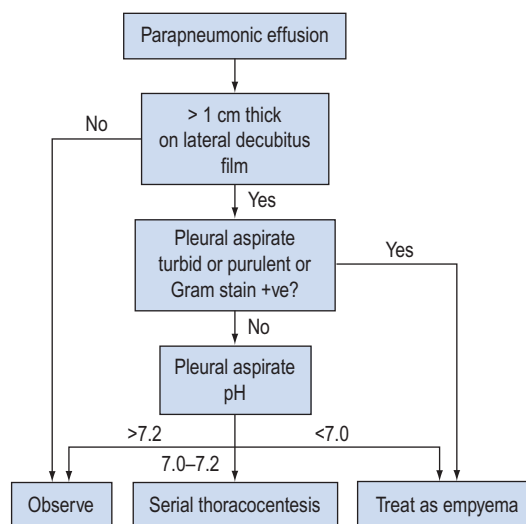 Parapneumonic effusion
No
> 1 cm thick
on lateral decubitus
film
Yes
Pleural aspirate
turbid or purulent or
Gram stain +ve?
Yes
No
Pleural aspirate
pH
>7.2
<7.0
7.0–7.2
Observe
Serial thoracocentesis
Treat as empyema